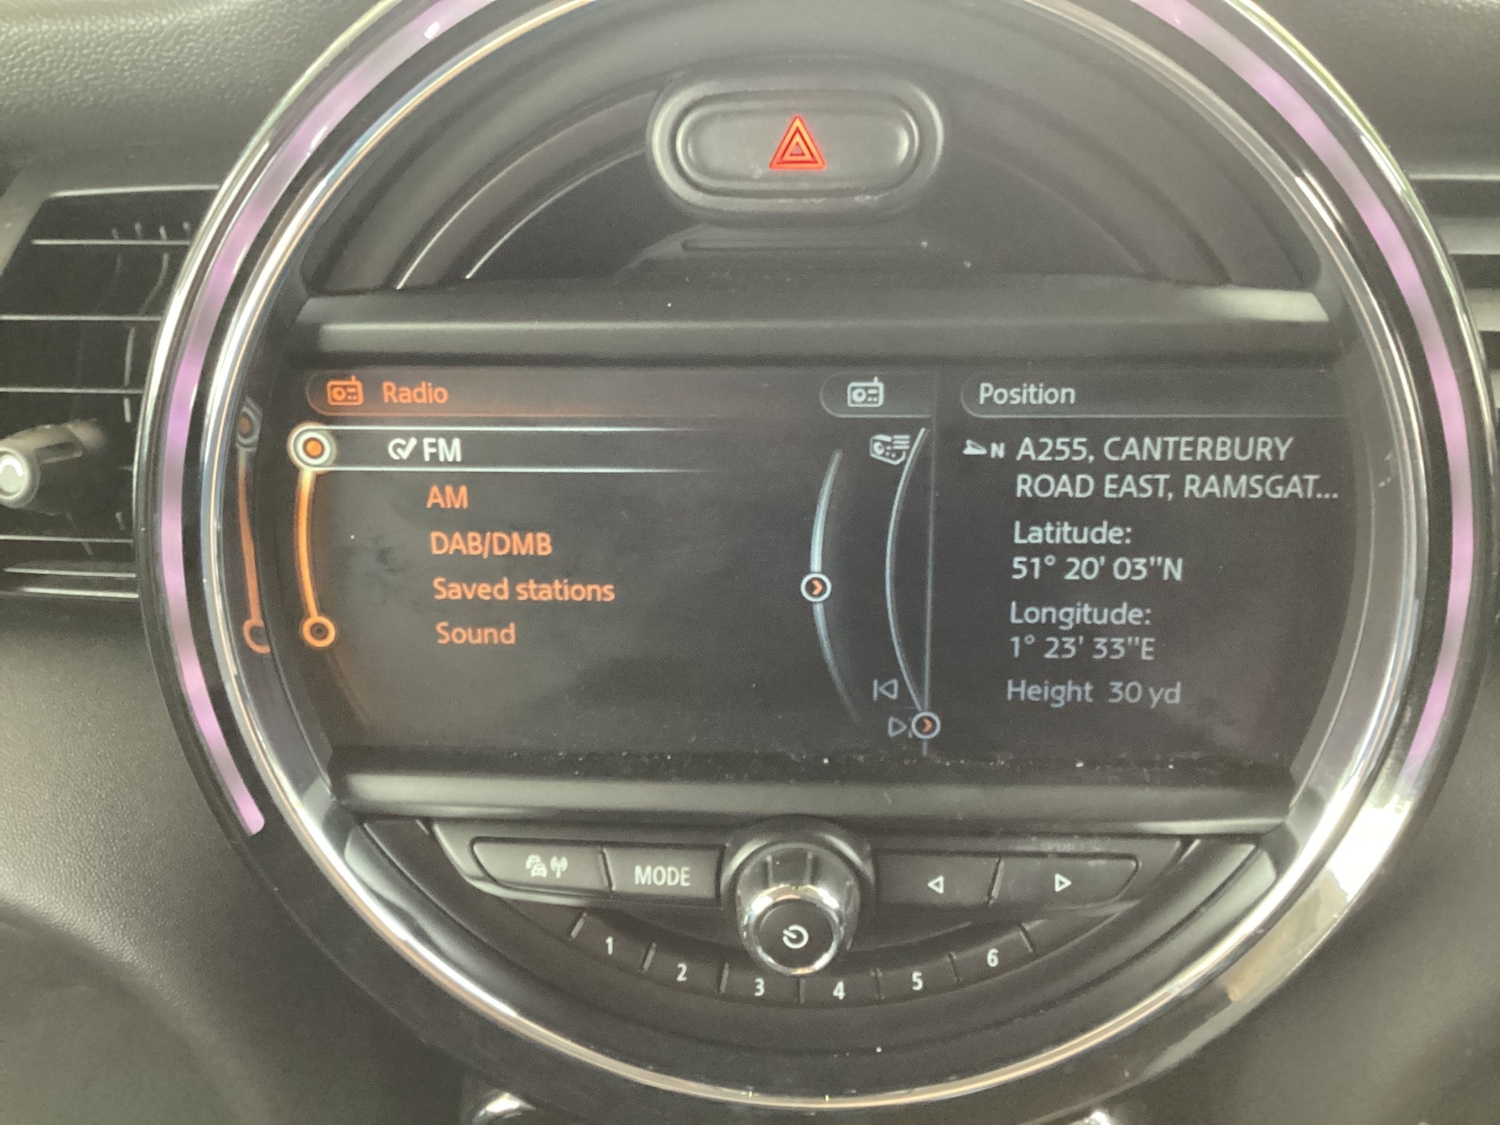 Radio
FM
AM
DAB/DMB
Saved stations
Sound
Position
N A255, CANTERBURY
ROAD EAST, RAMSGAT...
Latitude:
51° 20' 03"N
Longitude:
1° 23' 33"E
Height 30 yd
MODE
1
2
3
4
5
6